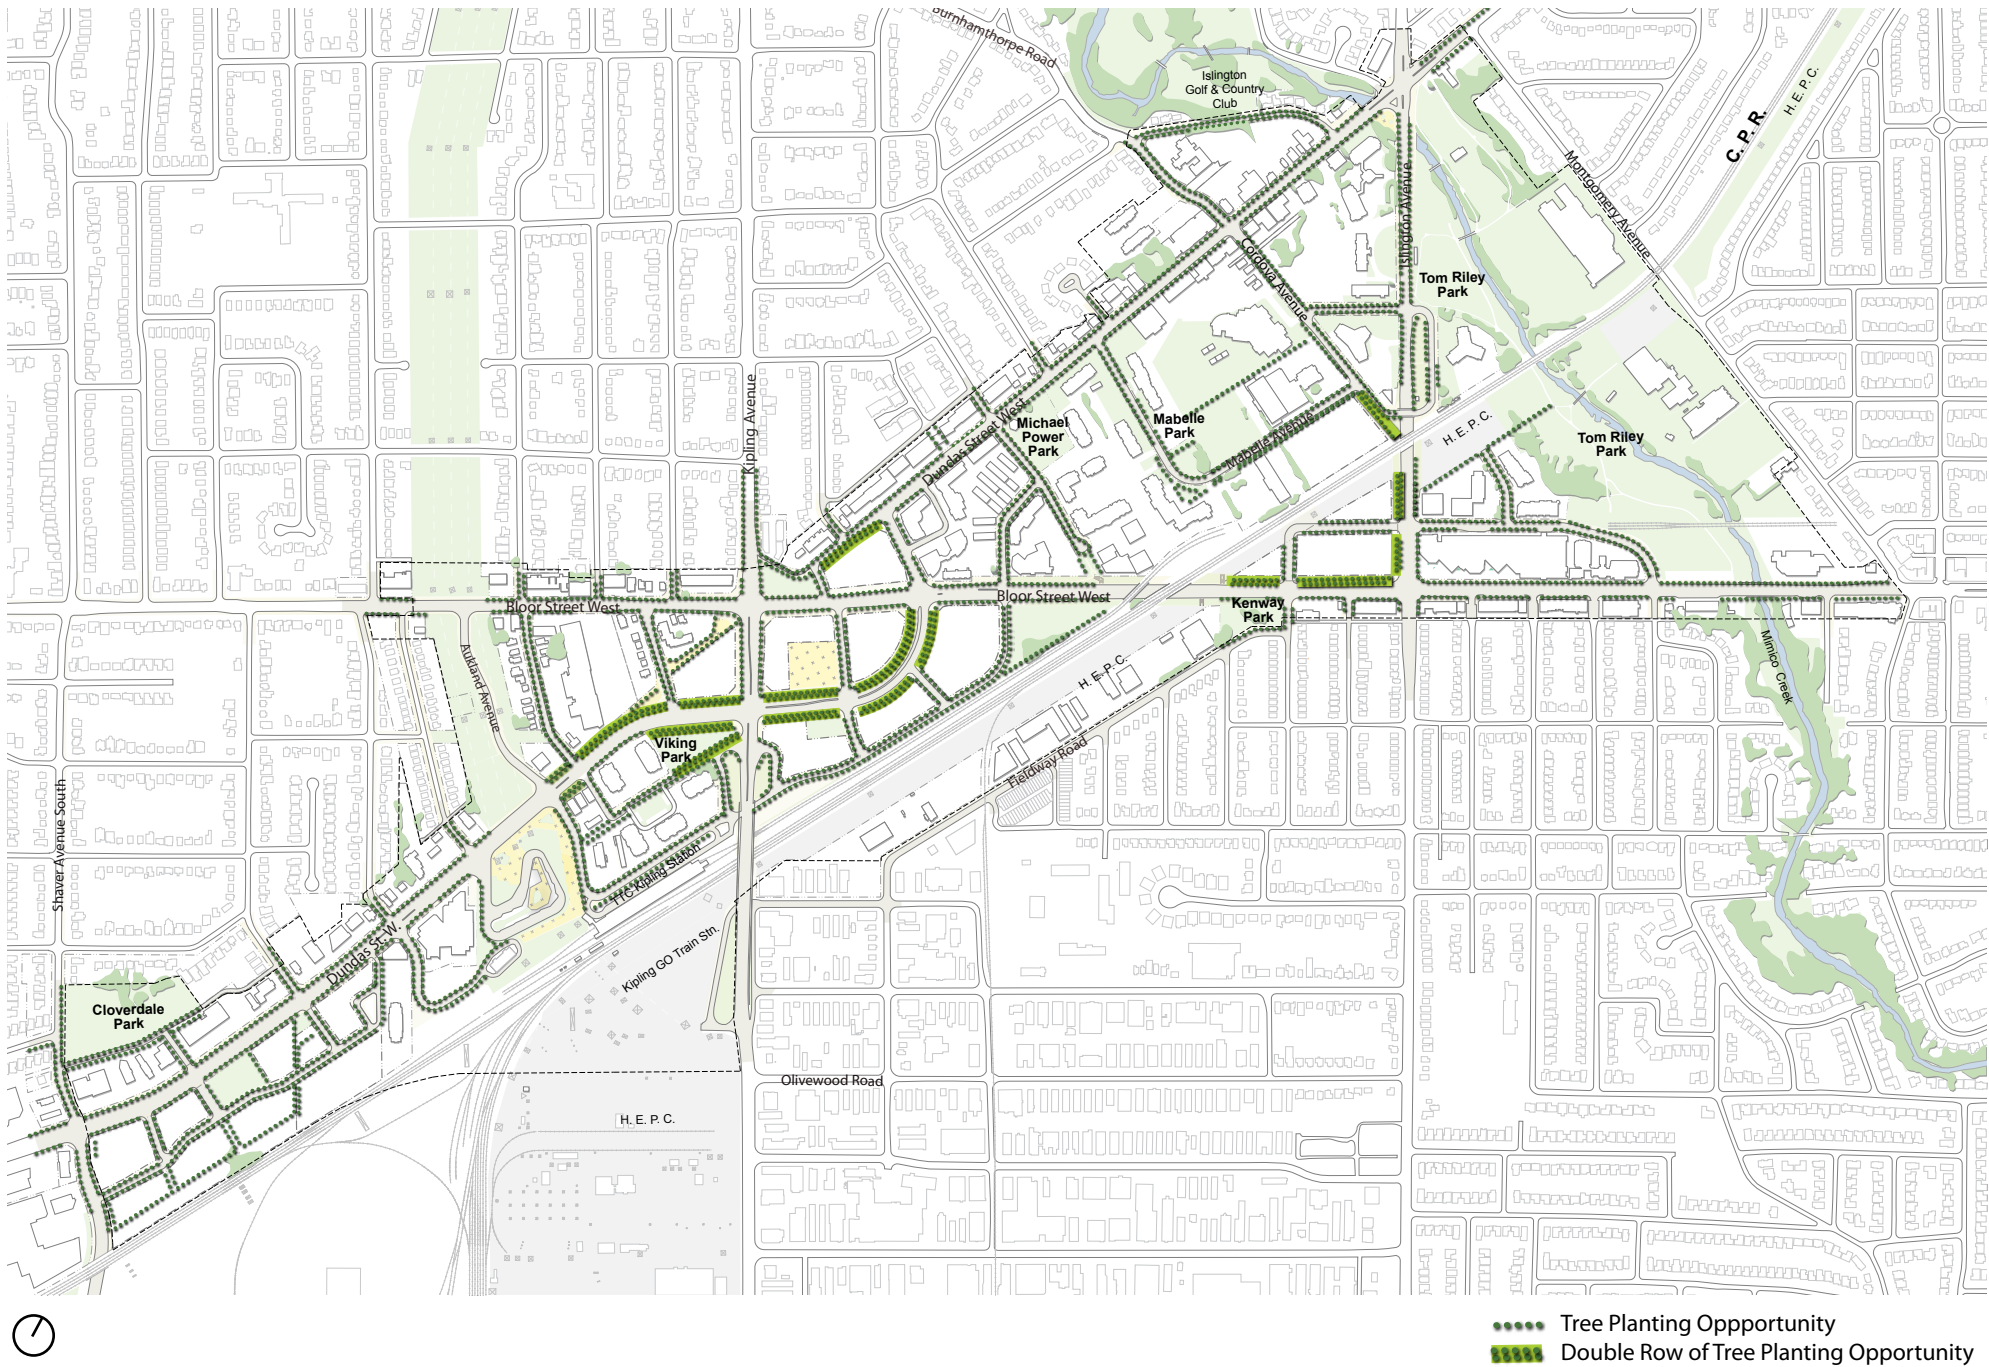 Burnhamthorpe Road
Islington
Golf & Country
Club
H. E. P. C.
C. P. R.
Montgomery Avenue
Islington Avenue
Cordova Avenue
Tom Riley
Park
Kipling Avenue
Dundas Street West
Michael
Power
Park
Mabelle
Park
Mabelle Avenue
H. E. P. C.
Tom Riley
Park
Bloor Street West
Bloor Street West
Kenway
Park
Mimico Creek
Aukland Avenue
H. E. P. C.
Viking
Park
Fieldway Road
Shaver Avenue South
TTC Kipling Station
Dundas St. W.
Kipling GO Train Stn.
Cloverdale
Park
Olivewood Road
H. E. P. C.
Tree Planting Oppportunity
Double Row of Tree Planting Opportunity